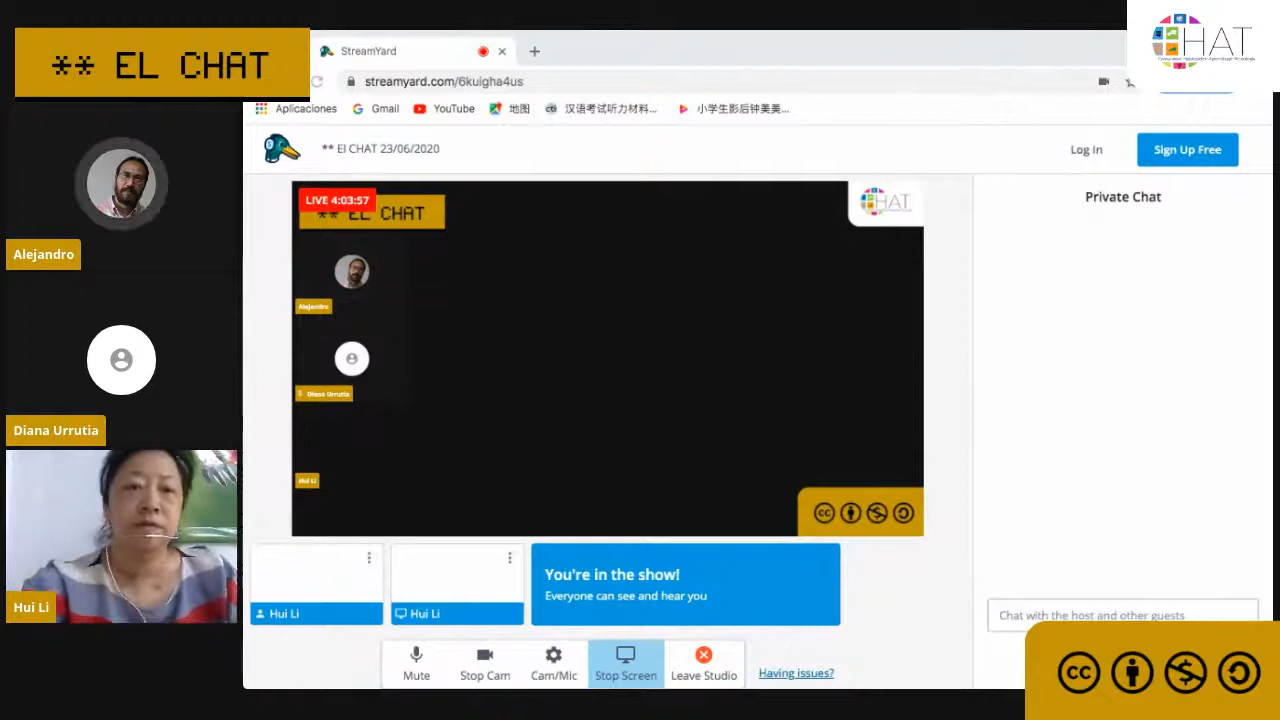 ** EL CHAT
StreamYard
HAT
streamyard.com/6kuigha4us
Aplicaciones
Gmail
YouTube
地图
汉语考试听力材料...
小学生影后钟美美...
** El CHAT 23/06/2020
Log In
Sign Up Free
Private Chat
LIVE 4:03:57
** EL CHAT
HAT
Alejandro
Alejandro
Diana Urrutia
Diana Urrutia
Hui Li
Hui Li
You're in the show!
Everyone can see and hear you
Hui Li
Hui Li
Chat with the host and other guests
Mute
Stop Cam
Cam/Mic
Stop Screen
Leave Studio
Having issues?
cc
cc